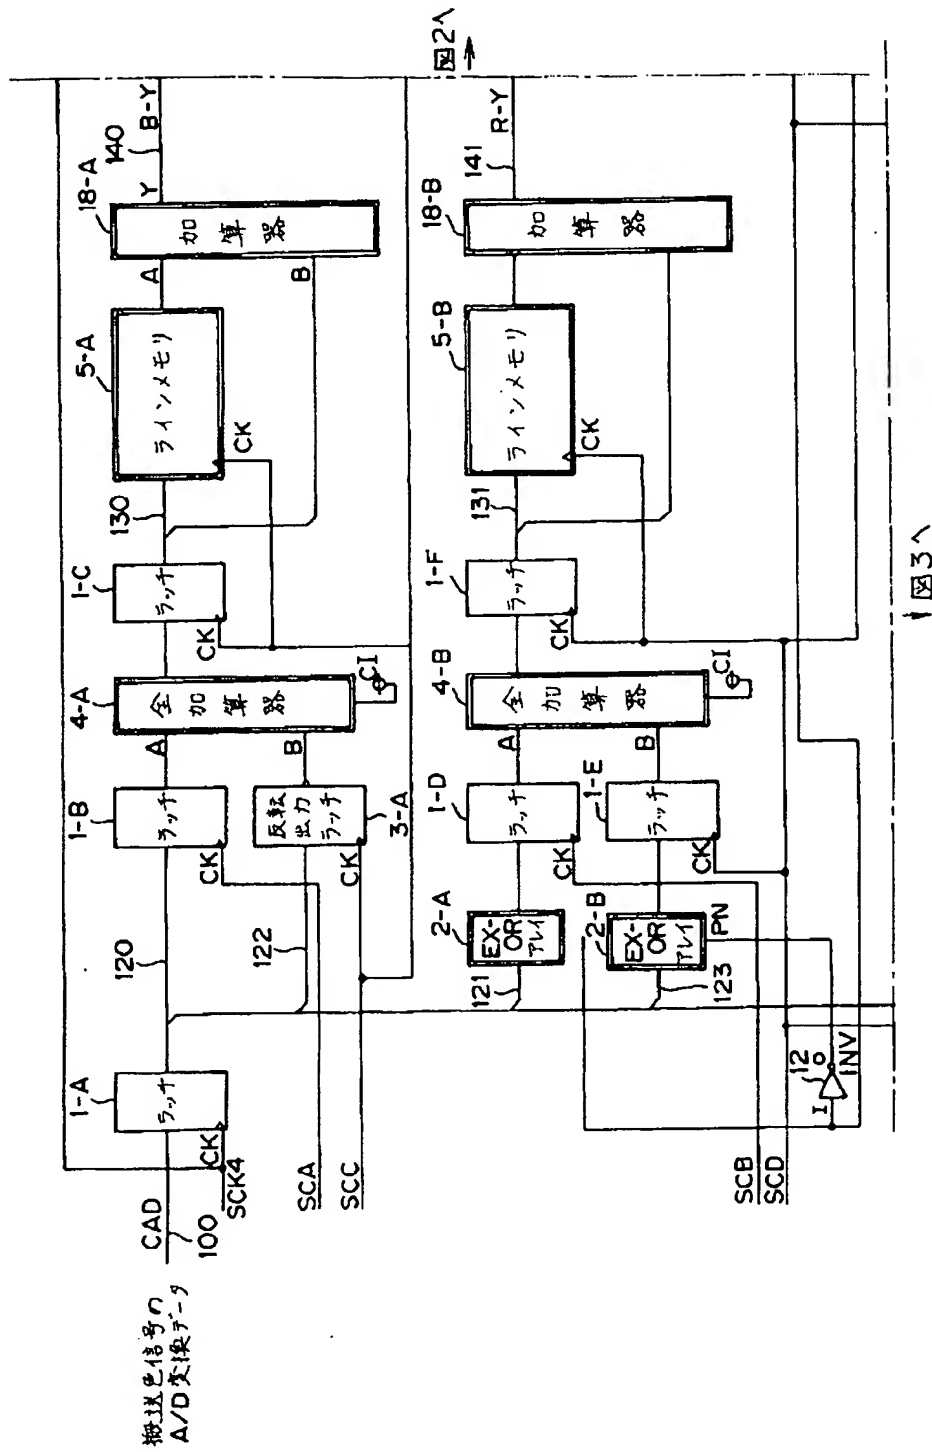 搬送色信号の
A/D変換データ
CAD
100
SCK4
CK
1-A
ラッチ
120
122
SCA
SCC
1-B
ラッチ
CK
反転
出力
ラッチ
CK
3-A
4-A
A
B
全加算器
CI
1-C
ラッチ
CK
130
5-A
ラインメモリ
CK
18-A
A
B
加算器
Y
140
B-Y
図2へ
121
123
2-A
EX-
OR
アレイ
2-B
EX-
OR
アレイ
PN
SCB
SCD
I
12
O
INV
1-D
ラッチ
CK
1-E
ラッチ
CK
4-B
A
B
全加算器
CI
1-F
ラッチ
CK
131
5-B
ラインメモリ
CK
18-B
加算器
141
R-Y
図3へ